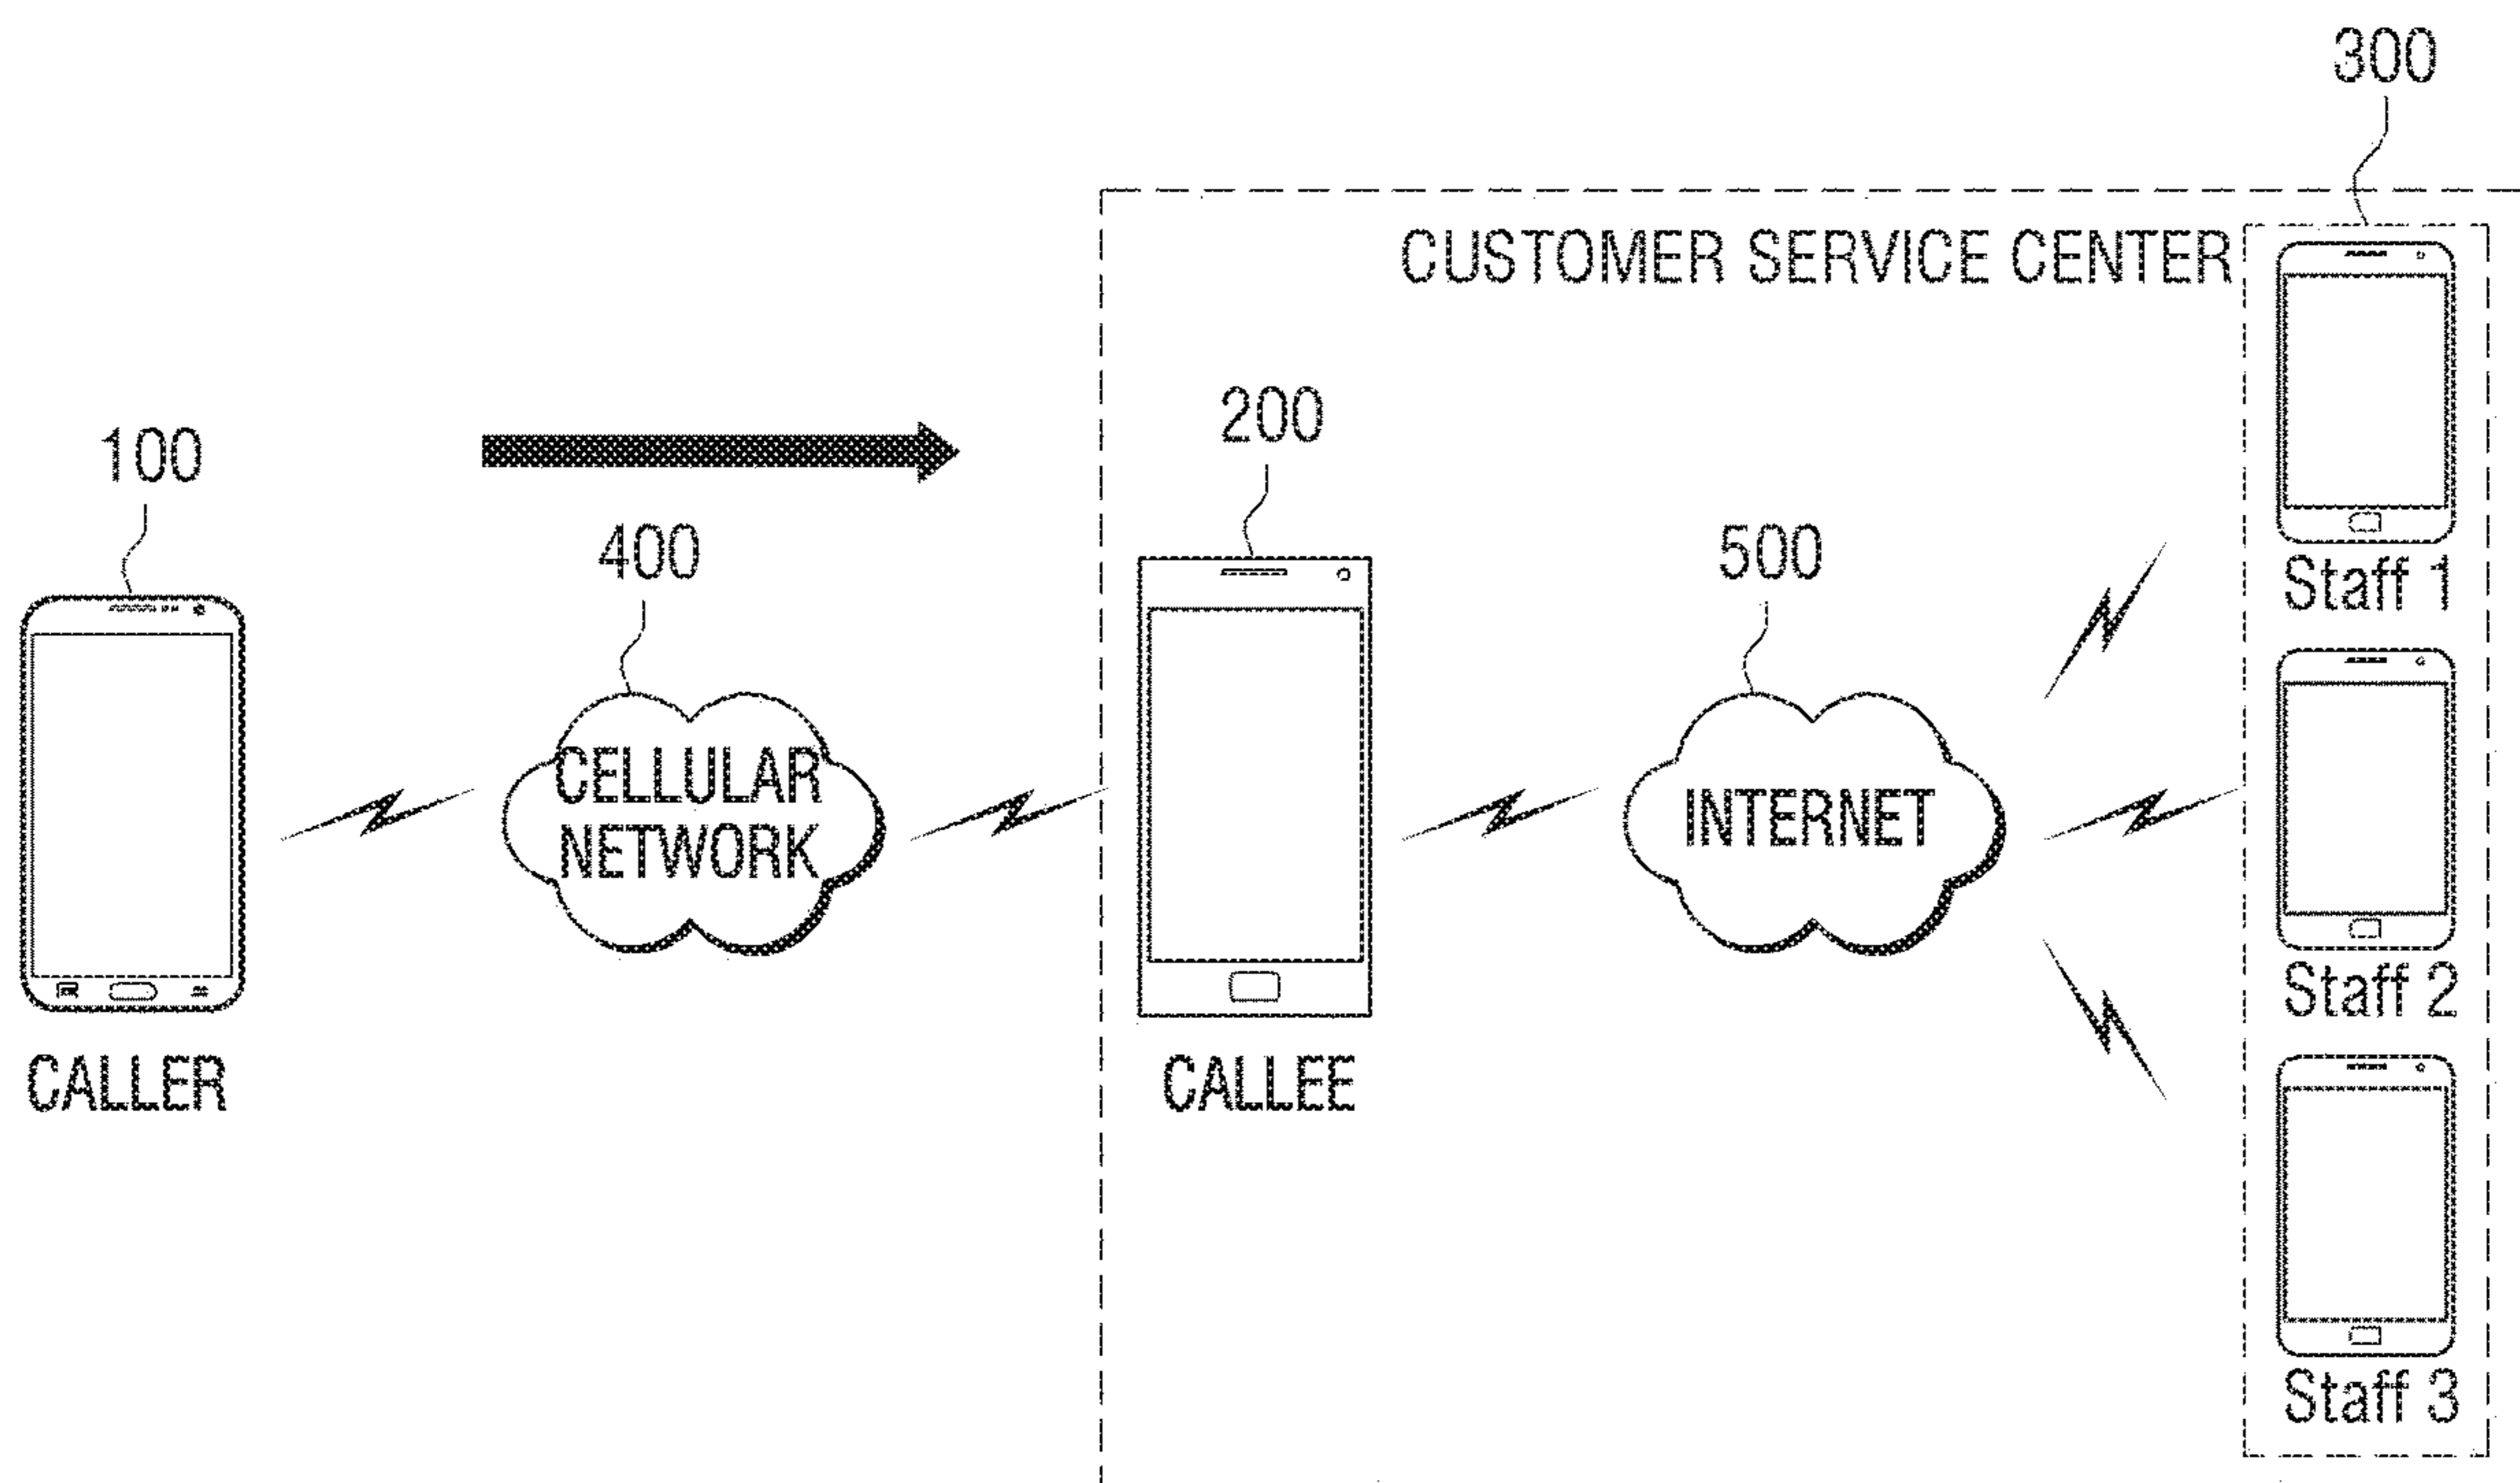 300
CUSTOMER SERVICE CENTER
100
200
400
500
Staff 1
CELLULAR
NETWORK
INTERNET
Staff 2
CALLER
CALLEE
Staff 3